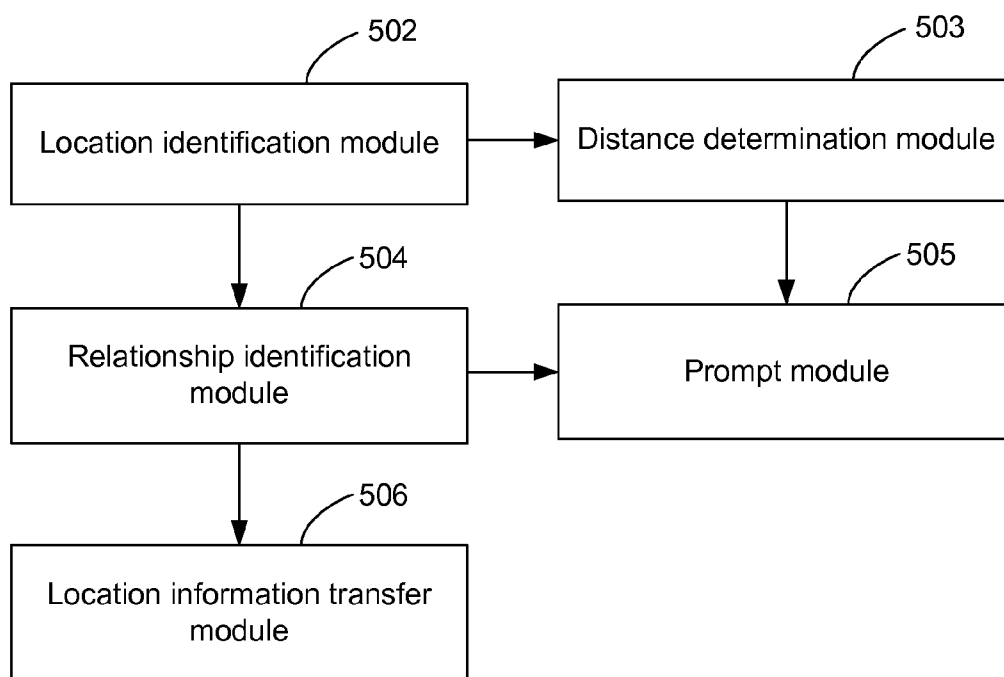 502
503
Location identification module
Distance determination module
504
505
Relationship identification
module
Prompt module
506
Location information transfer
module